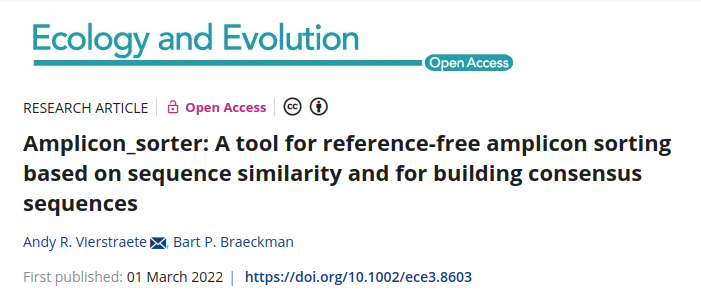 Ecology and Evolution
Open Access
RESEARCH ARTICLE Open Access cc
Amplicon_sorter: A tool for reference-free amplicon sorting
based on sequence similarity and for building consensus
sequences
Andy R. Vierstraete, Bart P. Braeckman
First published: 01 March 2022 | https://doi.org/10.1002/ece3.8603